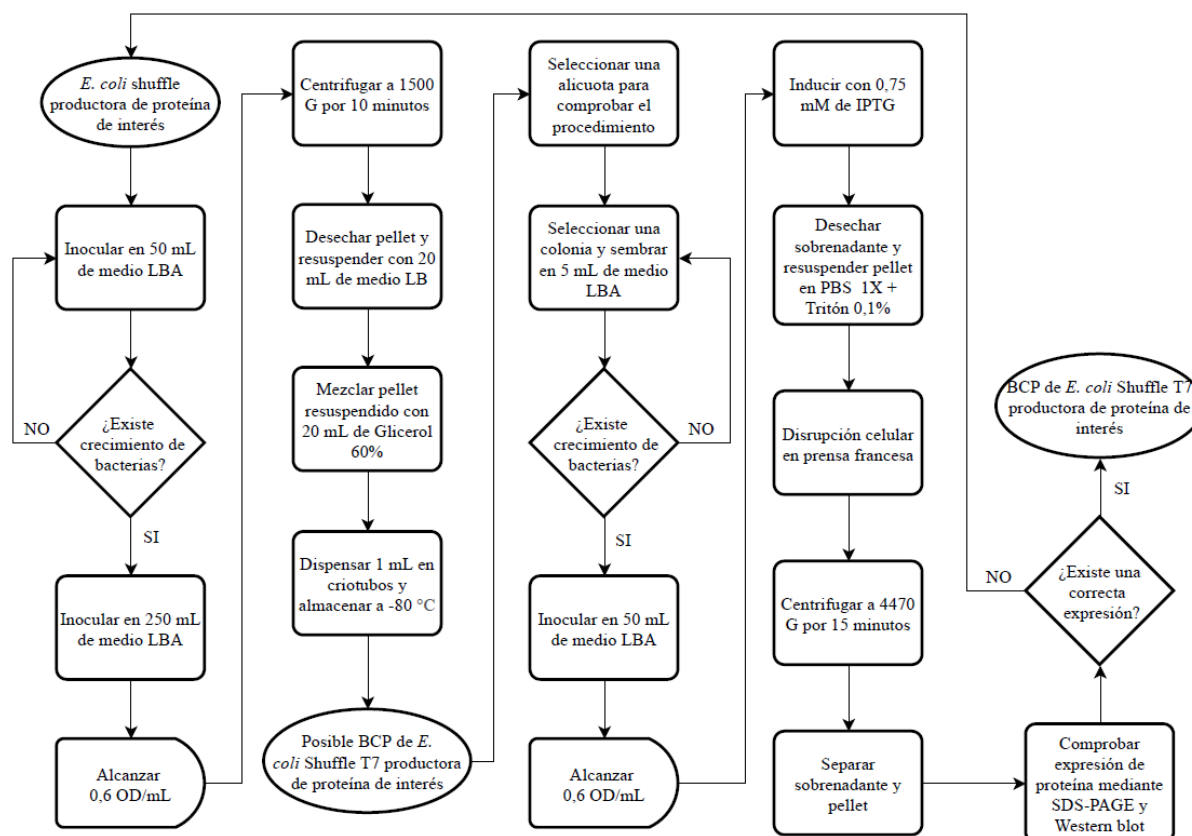 E. coli shuffle
productora de proteína
de interés
Inocular en 50 mL
de medio LBA
¿Existe
crecimiento de
bacterias?
NO
SI
Inocular en 250 mL
de medio LBA
Alcanzar
0,6 OD/mL
Centrifugar a 1500
G por 10 minutos
Desechar pellet y
resuspender con 20
mL de medio LB
Mezclar pellet
resuspendido con
20 mL de Glicerol
60%
Dispensar 1 mL en
criotubos y
almacenar a -80 °C
Posible BCP de E.
coli Shuffle T7 productora
de proteína de interés
Seleccionar una
alicuota para
comprobar el
procedimiento
Seleccionar una
colonia y sembrar
en 5 mL de medio
LBA
¿Existe
crecimiento de
bacterias?
NO
SI
Inocular en 50 mL
de medio LBA
Alcanzar
0,6 OD/mL
Inducir con 0,75
mM de IPTG
Desechar
sobrenadante y
resuspender pellet
en PBS 1X +
Tritón 0,1%
Disrupción celular
en prensa francesa
Centrifugar a 4470
G por 15 minutos
Separar
sobrenadante y
pellet
Comprobar
expresión de
proteína mediante
SDS-PAGE y
Western blot
¿Existe una
correcta
expresión?
NO
SI
BCP de E. coli Shuffle T7
productora de proteína de
interés